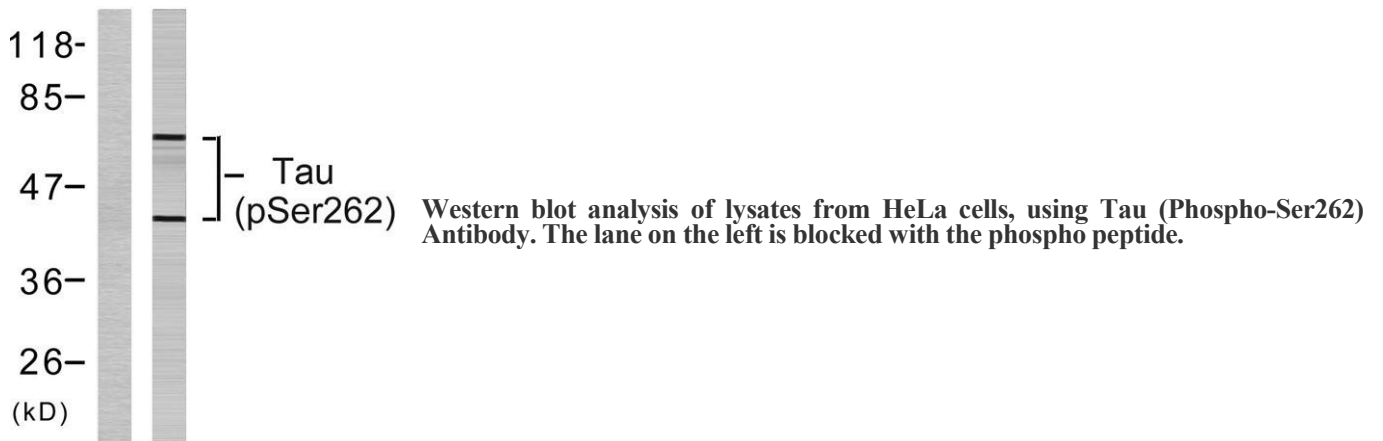 118-
85-
47-
36-
26-
(kD)
Tau
(pSer262)
Western blot analysis of lysates from HeLa cells, using Tau (Phospho-Ser262)
Antibody. The lane on the left is blocked with the phospho peptide.